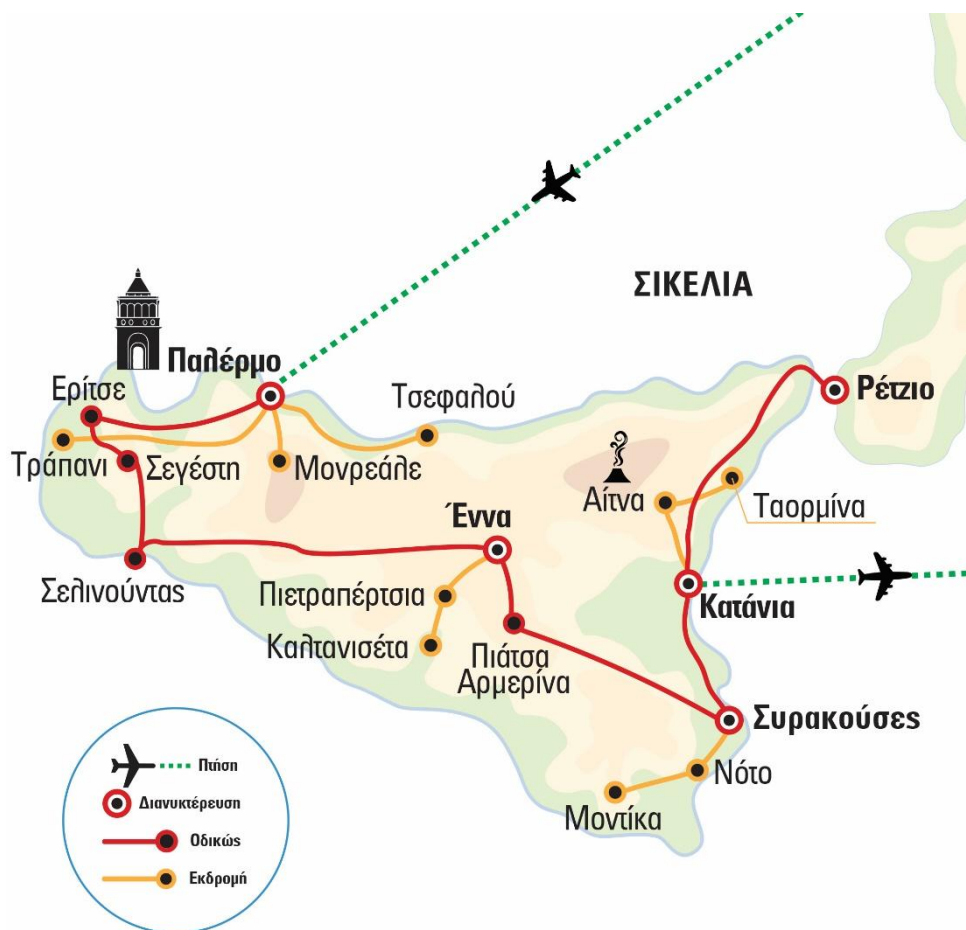 ΣΙΚΕΛΙΑ
Παλέρμο
Ερίτσε
Τσεφαλού
Ρέτζιο
Τράπανι
Σεγέστη
Μονρεάλε
Αίτνα
Ταορμίνα
Έννα
Σελινούντας
Πιετραπέρτσια
Κατάνια
Καλτανισέτα
Πιάτσα
Αρμερίνα
Συρακούσες
Νότο
Μοντίκα
Πτήση
Διανυκτέρευση
Οδικώς
Εκδρομή